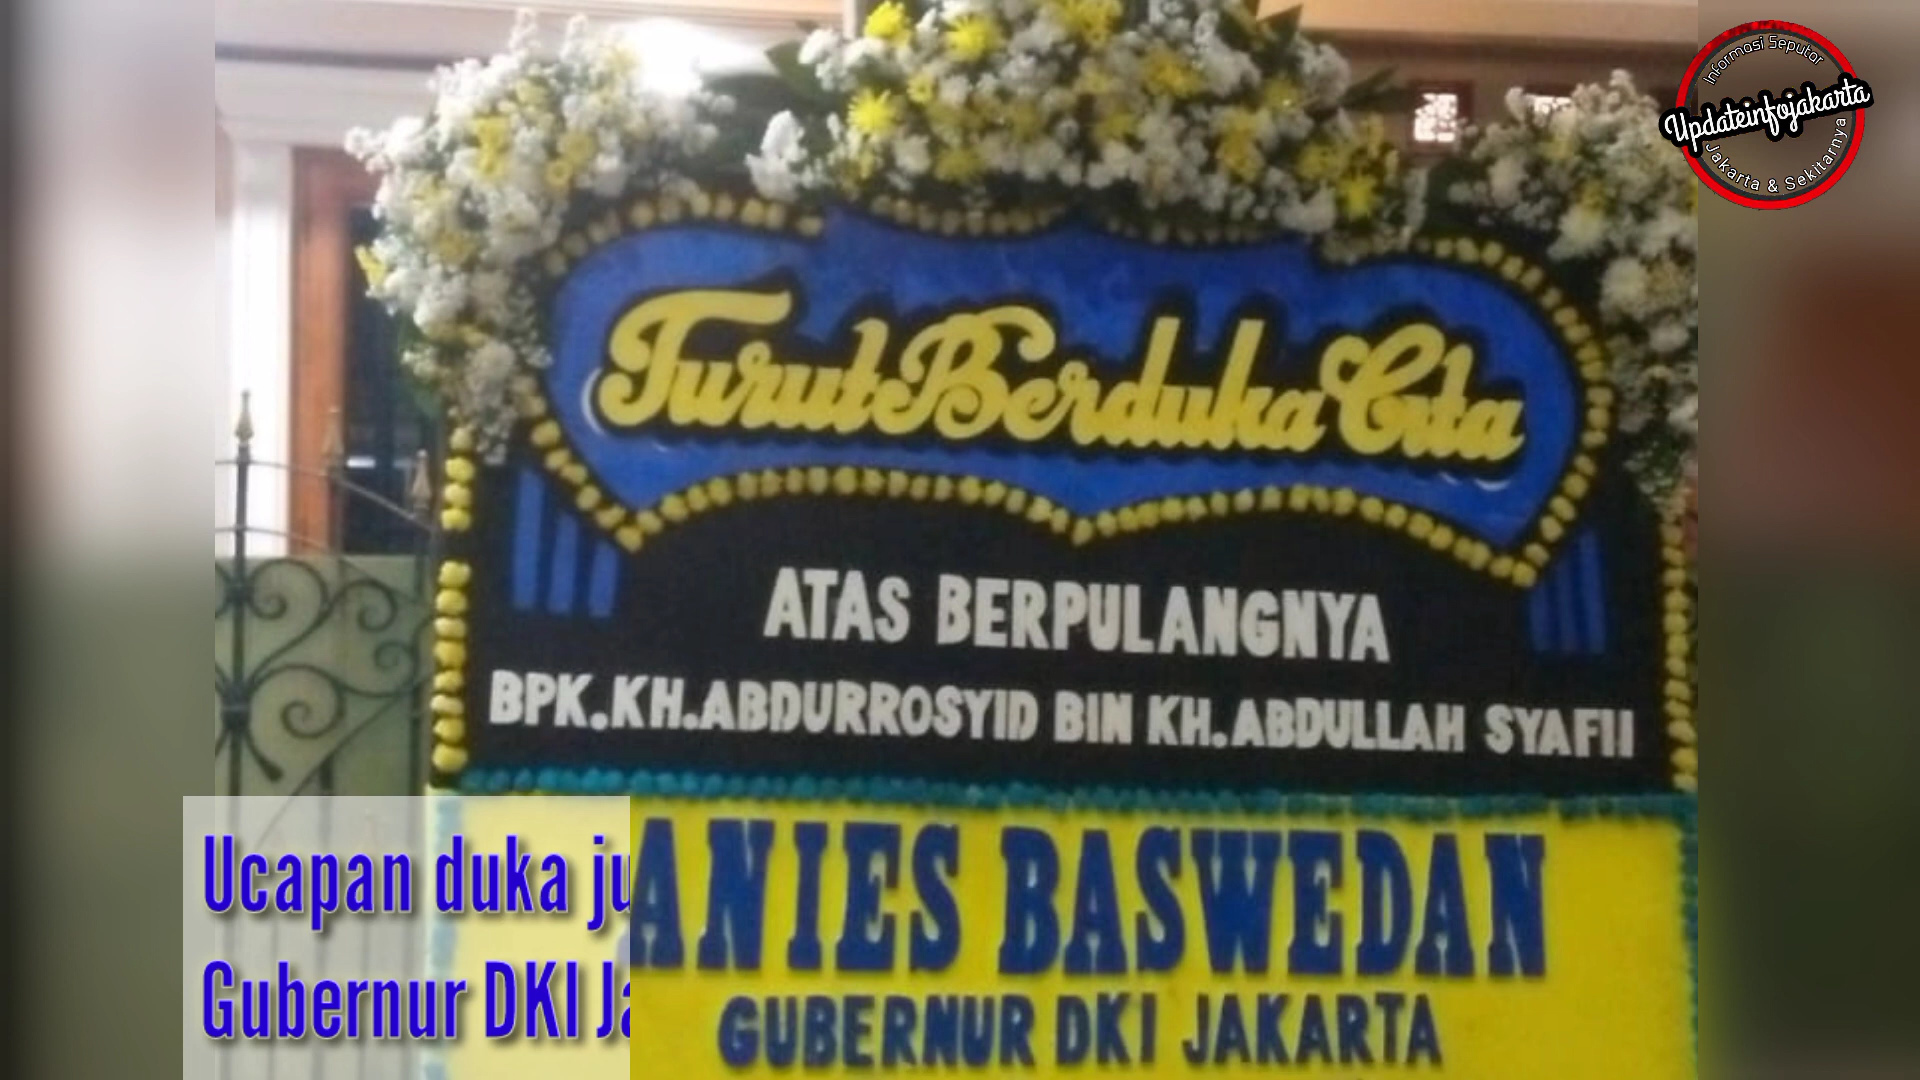 Informasi Seputar
Updateinfojakarta
Jakarta & Sekitarnya
Turut Berduka Cita
ATAS BERPULANGNYA
BPK.KH.ABDURROSYID BIN KH.ABDULLAH SYAFII
ANIES BASWEDAN
GUBERNUR DKI JAKARTA
Ucapan duka ju
Gubernur DKI Ja